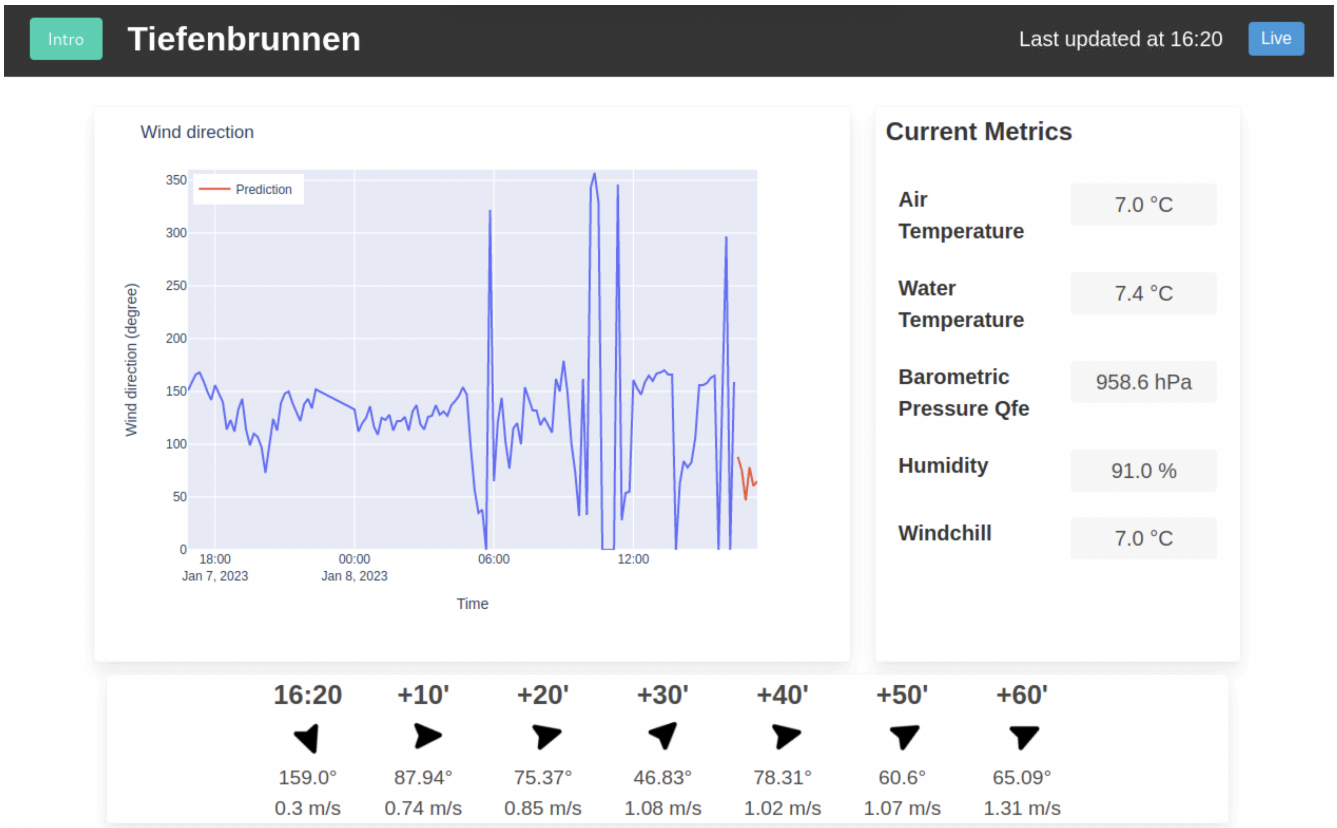 Intro
Tiefenbrunnen
Last updated at 16:20
Live
Wind direction
Prediction
350
300
250
200
150
100
50
0
Wind direction (degree)
18:00
Jan 7, 2023
00:00
Jan 8, 2023
06:00
12:00
Time
Current Metrics
Air
Temperature
7.0 °C
Water
Temperature
7.4 °C
Barometric
Pressure Qfe
958.6 hPa
Humidity
91.0 %
Windchill
7.0 °C
16:20 +10' +20' +30' +40' +50' +60'
159.0° 87.94° 75.37° 46.83° 78.31° 60.6° 65.09°
0.3 m/s 0.74 m/s 0.85 m/s 1.08 m/s 1.02 m/s 1.07 m/s 1.31 m/s